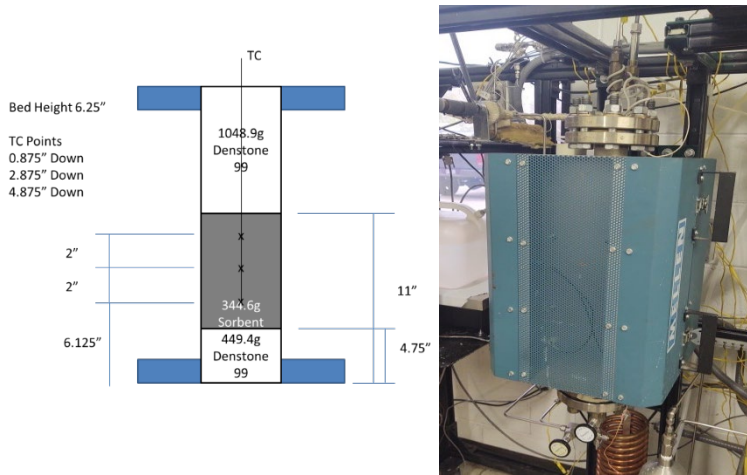 TC
Bed Height 6.25”
TC Points
0.875” Down
2.875” Down
4.875” Down
1048.9g
Denstone
99
2”
2”
6.125”
x
x
x
344.6g
Sorbent
449.4g
Denstone
99
11”
4.75”